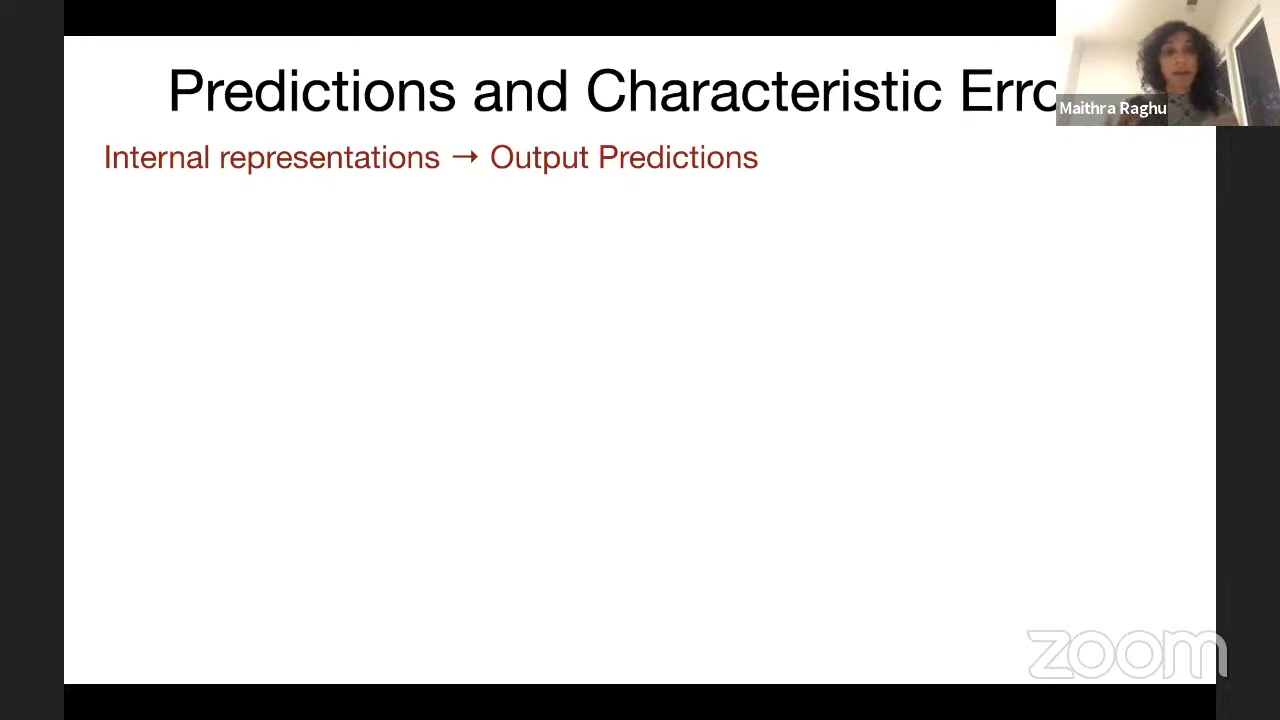 Predictions and Characteristic Erro
Maithra Raghu
Internal representations → Output Predictions
zoom